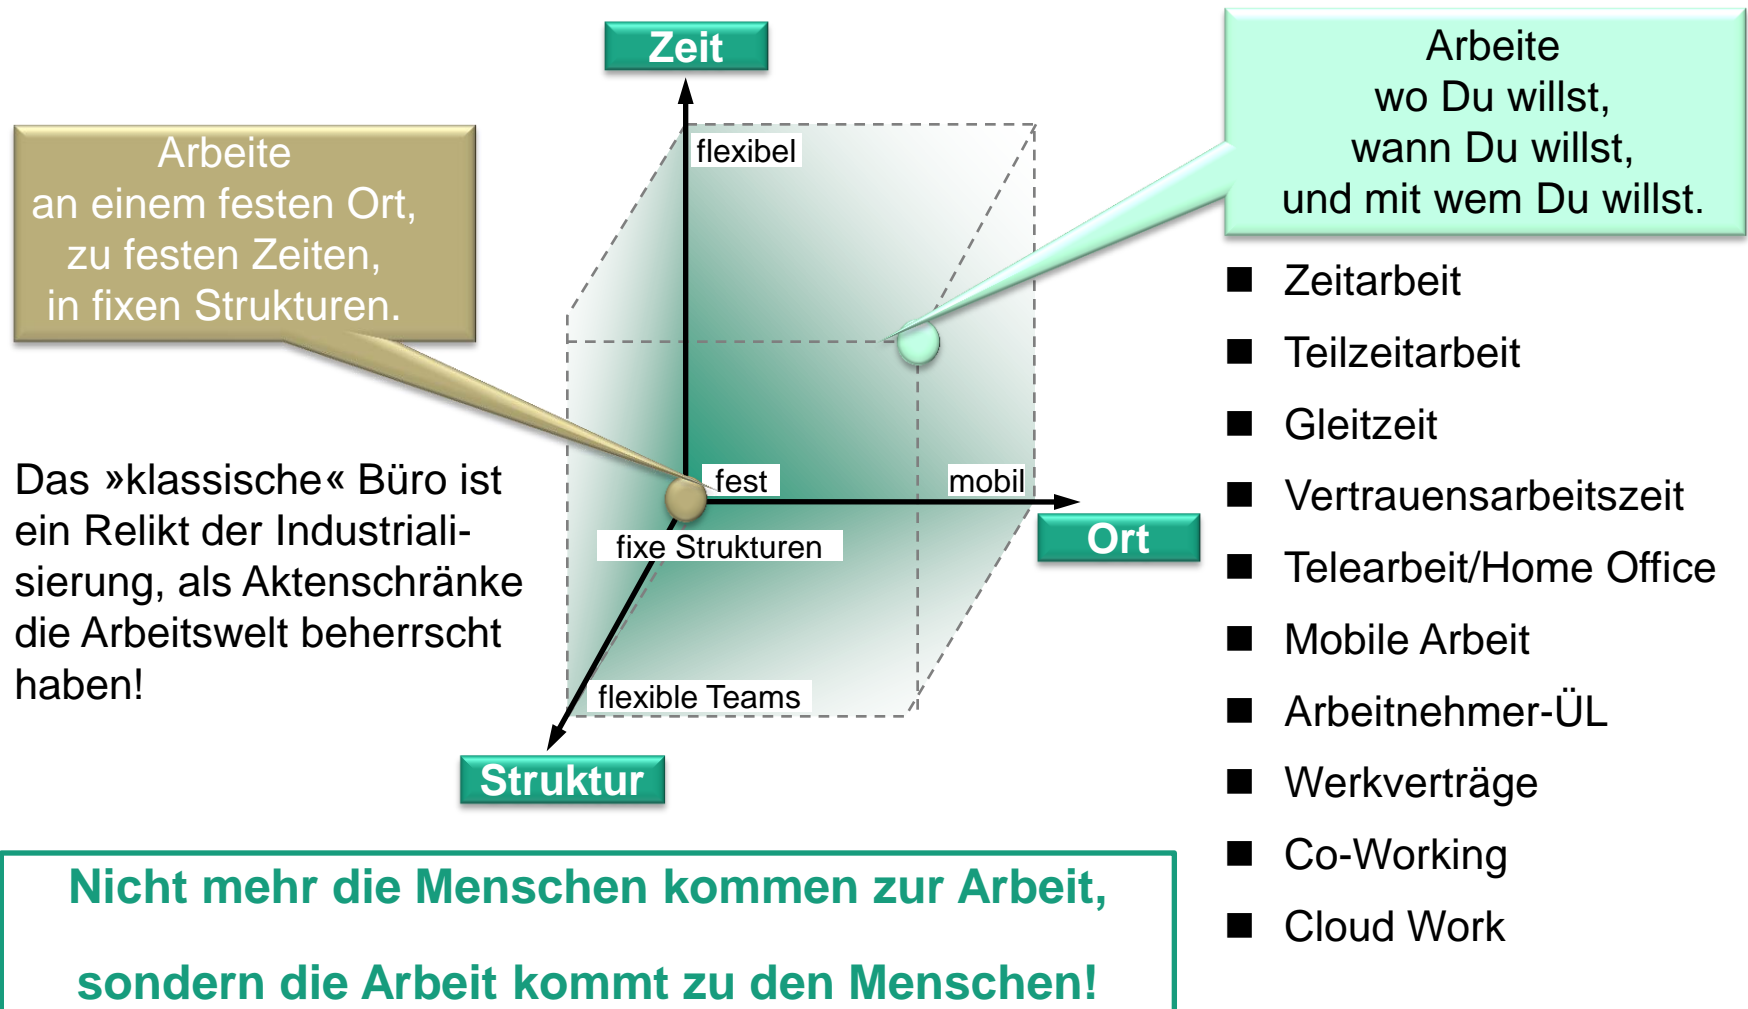 Zeit
Arbeite
an einem festen Ort,
zu festen Zeiten,
in fixen Strukturen.
Das »klassische« Büro ist
ein Relikt der Industriali-
sierung, als Aktenschränke
die Arbeitswelt beherrscht
haben!
flexibel
fest
mobil
Ort
fixe Strukturen
flexible Teams
Struktur
Arbeite
wo Du willst,
wann Du willst,
und mit wem Du willst.
■ Zeitarbeit
■ Teilzeitarbeit
■ Gleitzeit
■ Vertrauensarbeitszeit
■ Telearbeit/Home Office
■ Mobile Arbeit
■ Arbeitnehmer-ÜL
■ Werkverträge
■ Co-Working
■ Cloud Work
Nicht mehr die Menschen kommen zur Arbeit,
sondern die Arbeit kommt zu den Menschen!